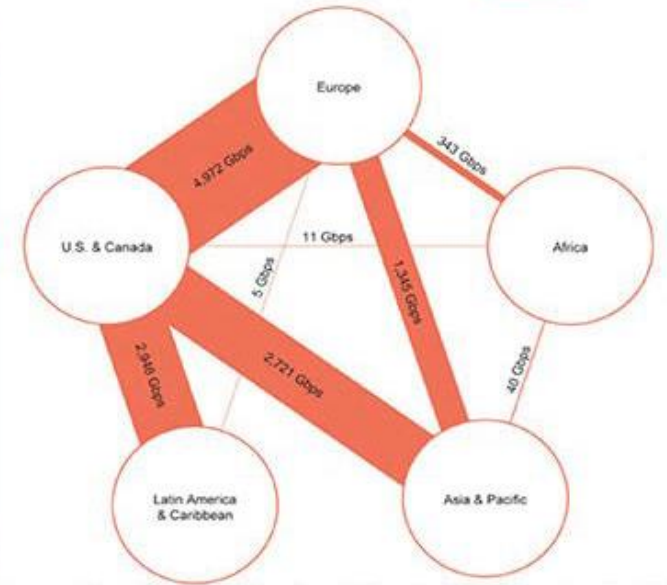 Europe
4,972 Gbps
343 Gbps
U.S. & Canada
11 Gbps
Africa
5 Gbps
1,345 Gbps
2,946 Gbps
2,721 Gbps
40 Gbps
Latin America
& Caribbean
Asia & Pacific